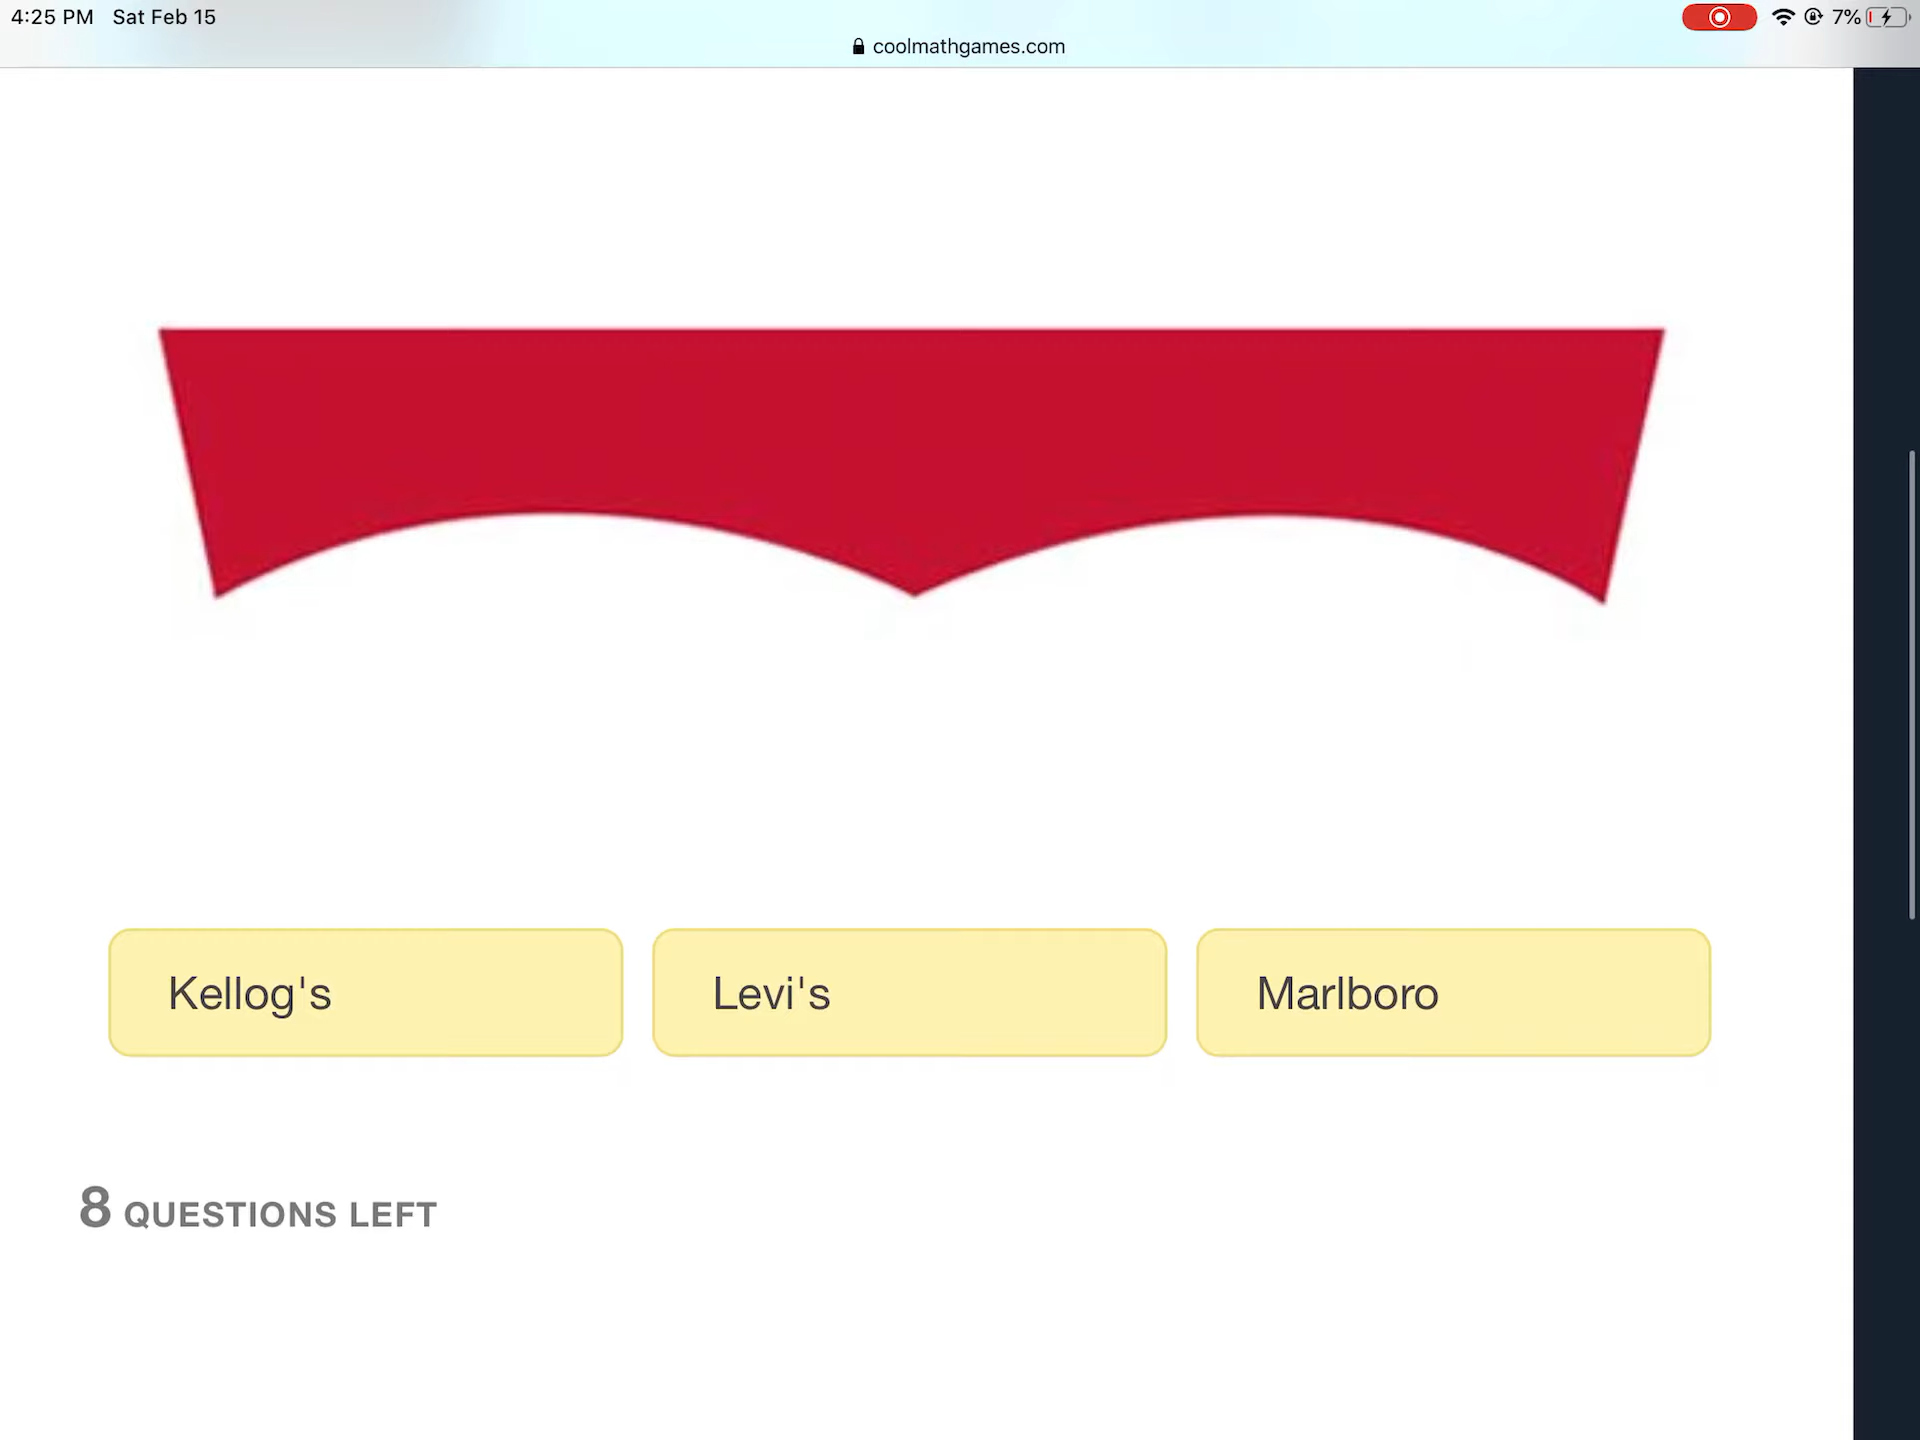 4:25 PM Sat Feb 15
7%
coolmathgames.com
Kellog's
Levi's
Marlboro
8 QUESTIONS LEFT